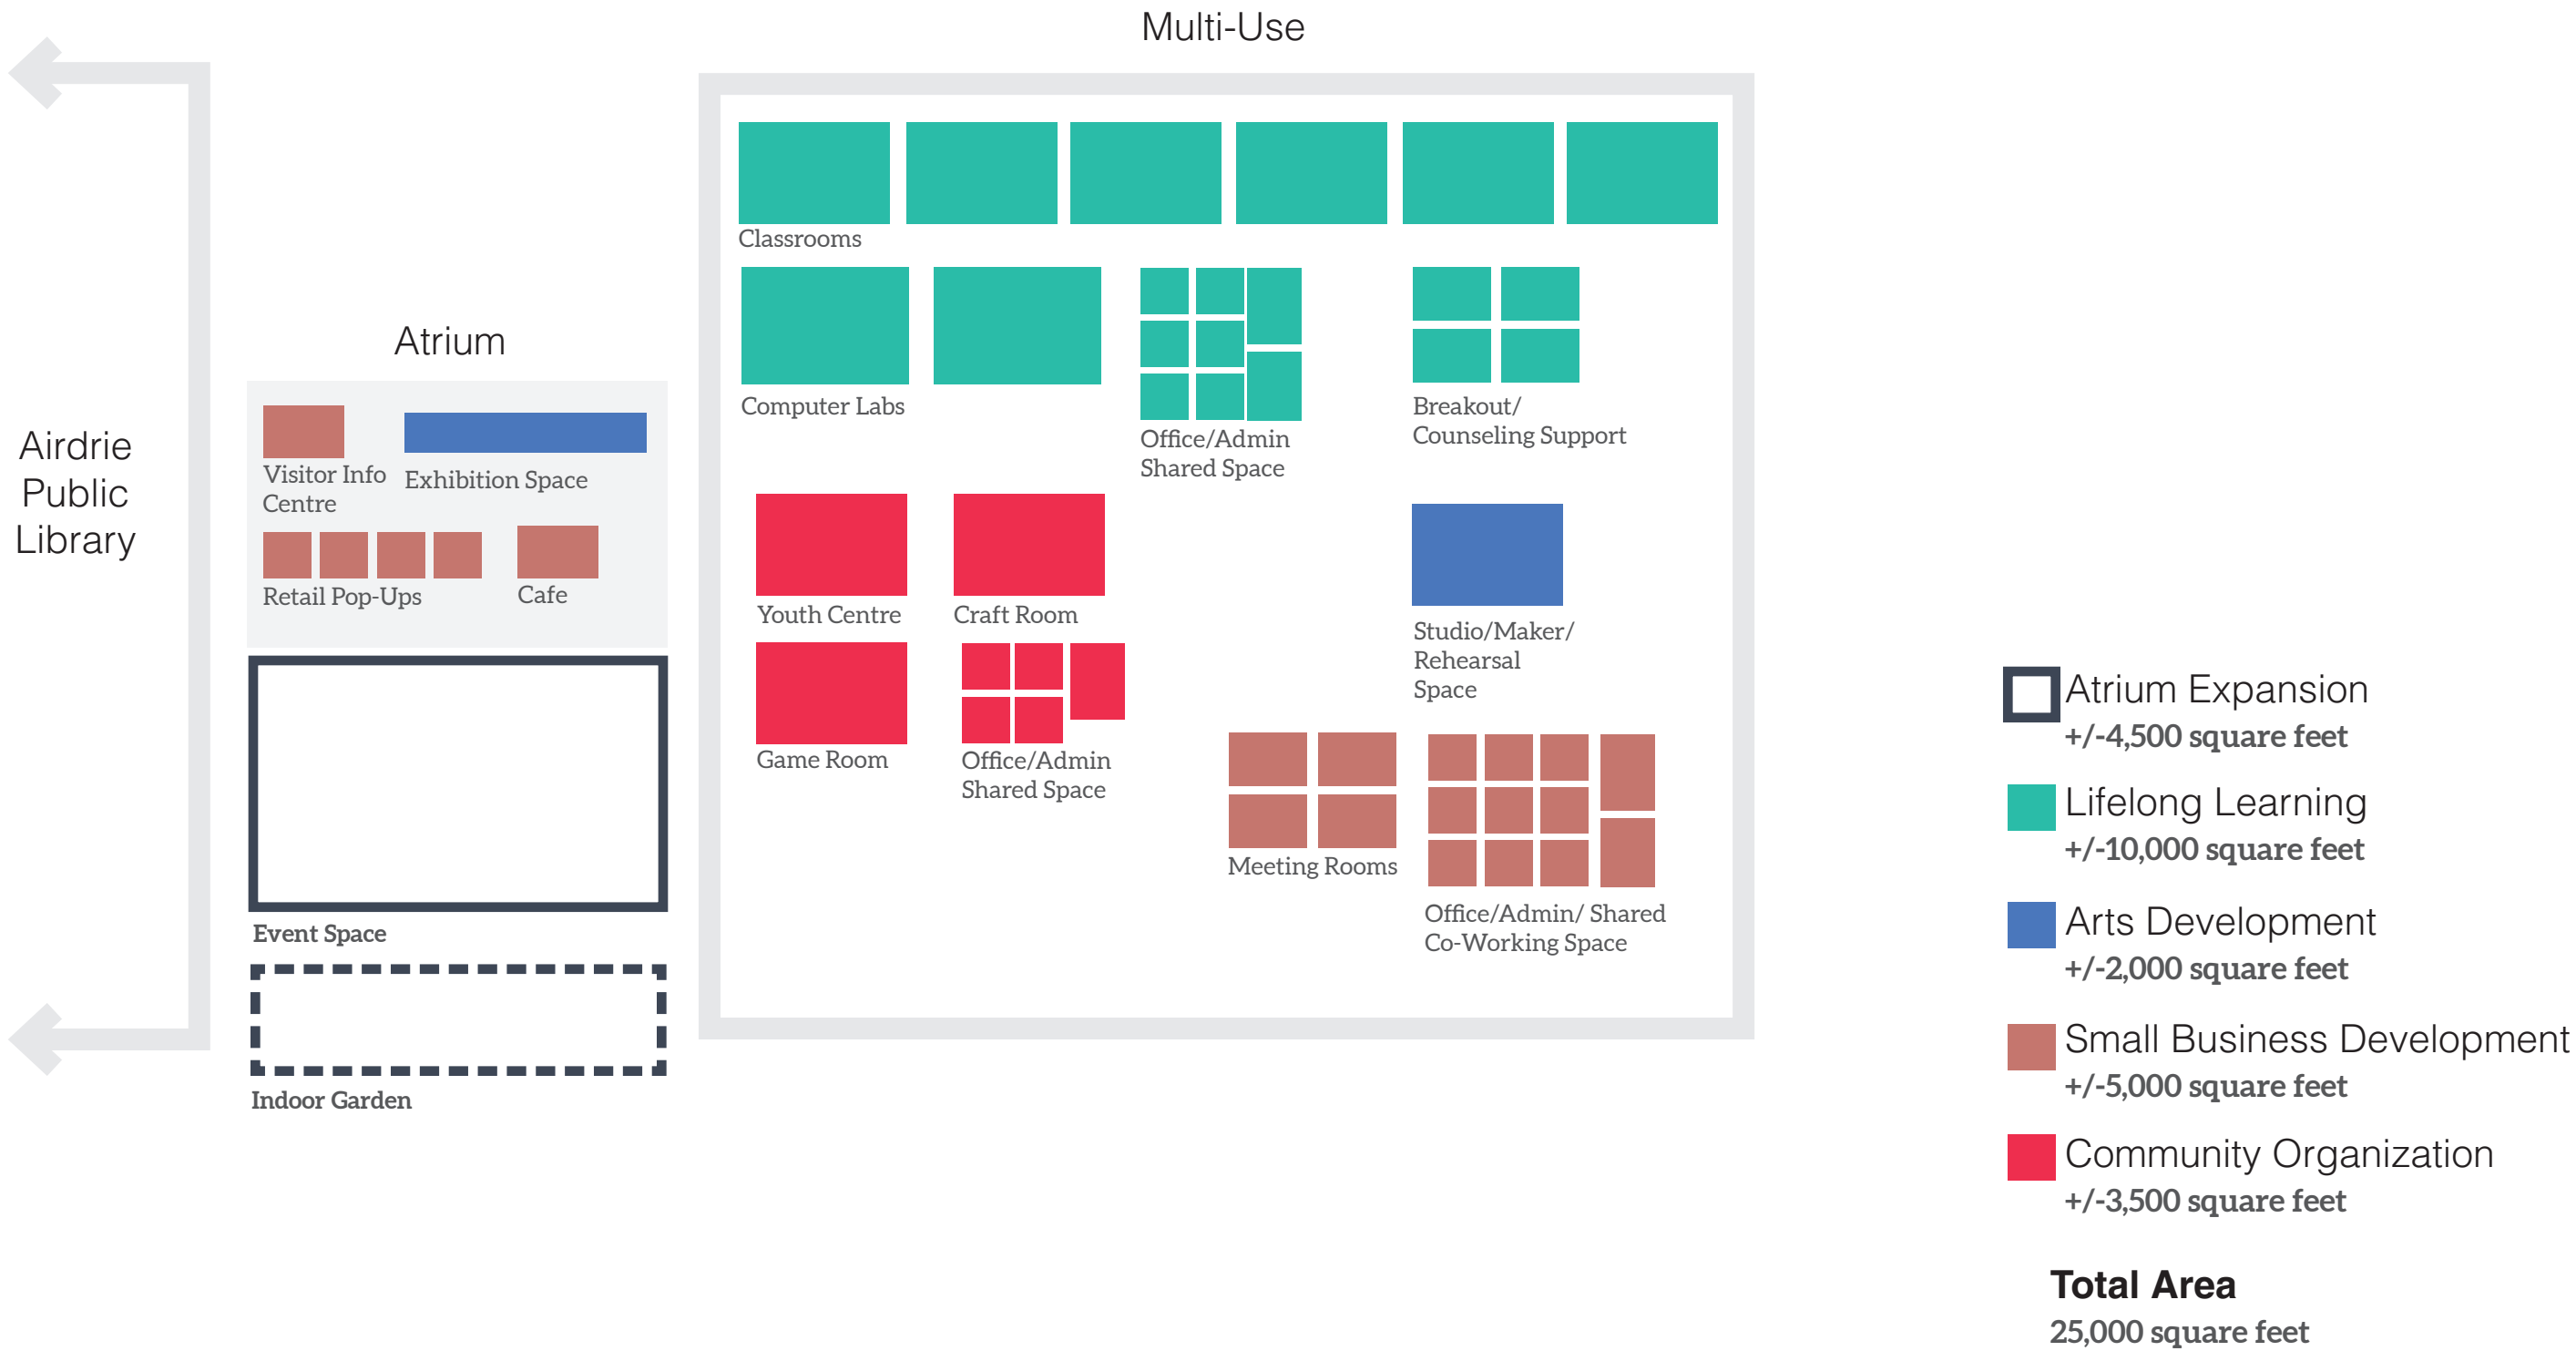 Multi-Use
Airdrie
Public
Library
Atrium
Visitor Info
Centre
Exhibition Space
Retail Pop-Ups
Cafe
Event Space
Indoor Garden
Classrooms
Computer Labs
Office/Admin
Shared Space
Breakout/
Counseling Support
Youth Centre
Craft Room
Studio/Maker/
Rehearsal
Space
Game Room
Office/Admin
Shared Space
Meeting Rooms
Office/Admin/ Shared
Co-Working Space
Atrium Expansion
+/-4,500 square feet
Lifelong Learning
+/-10,000 square feet
Arts Development
+/-2,000 square feet
Small Business Development
+/-5,000 square feet
Community Organization
+/-3,500 square feet
Total Area
25,000 square feet